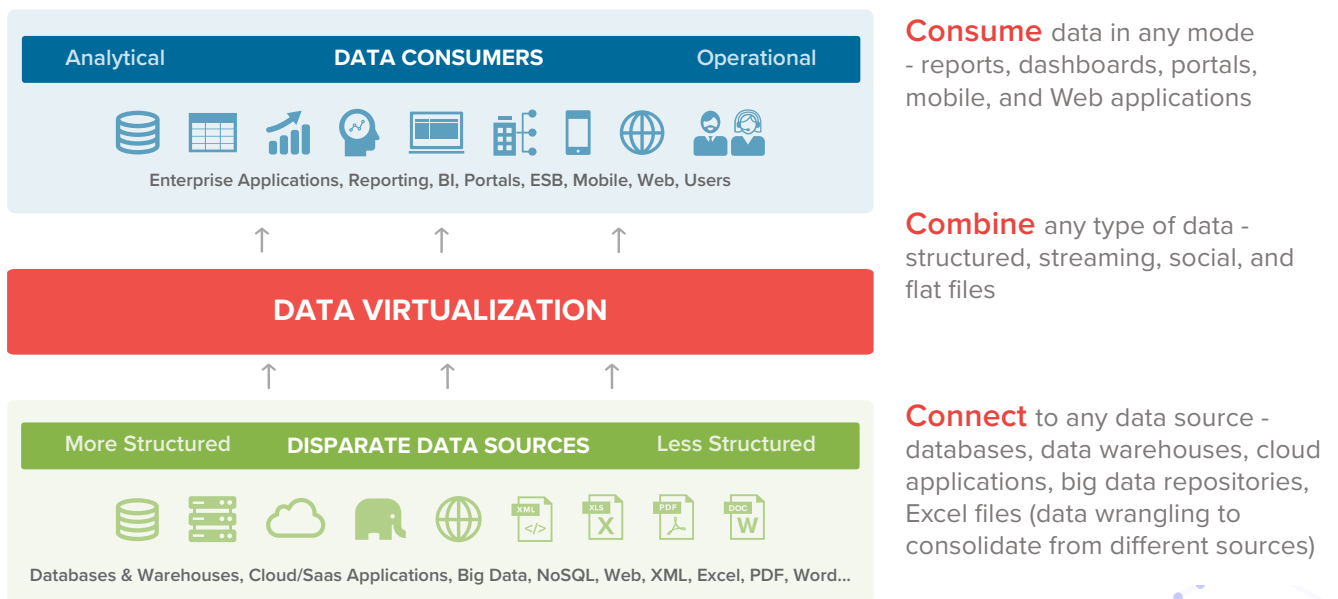 Analytical DATA CONSUMERS Operational
Enterprise Applications, Reporting, BI, Portals, ESB, Mobile, Web, Users
DATA VIRTUALIZATION
More Structured DISPARATE DATA SOURCES Less Structured
XML
</>
XLS
X
PDF
DOC
W
Databases & Warehouses, Cloud/Saas Applications, Big Data, NoSQL, Web, XML, Excel, PDF, Word...
Consume data in any mode
- reports, dashboards, portals,
mobile, and Web applications
Combine any type of data -
structured, streaming, social, and
flat files
Connect to any data source -
databases, data warehouses, cloud
applications, big data repositories,
Excel files (data wrangling to
consolidate from different sources)